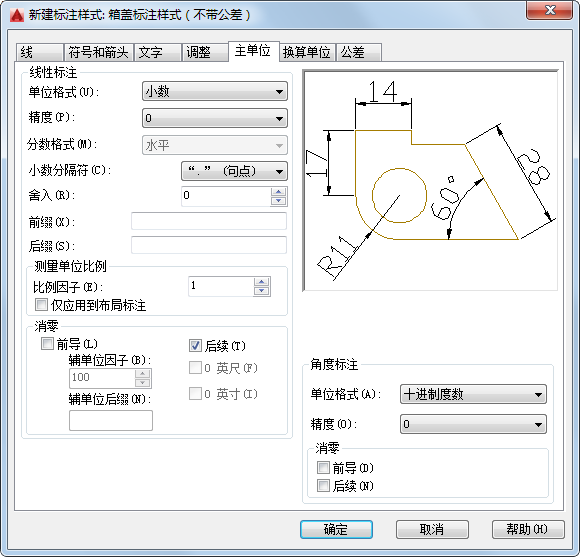 新建标注样式: 箱盖标注样式（不带公差）
线 符号和箭头 文字 调整 主单位 换算单位 公差
线性标注
单位格式(U): 小数
精度(P): 0
分数格式(M): 水平
小数分隔符(C): “.”（句点）
舍入(R): 0
前缀(X):
后缀(S):
测量单位比例
比例因子(E): 1
仅应用到布局标注
消零
前导(L)
后续(T)
辅单位因子(B):
0 英尺(F)
100
辅单位后缀(N):
0 英寸(I)
14
17
28
60°
R11
角度标注
单位格式(A): 十进制度数
精度(O): 0
消零
前导(D)
后续(N)
确定 取消 帮助(H)